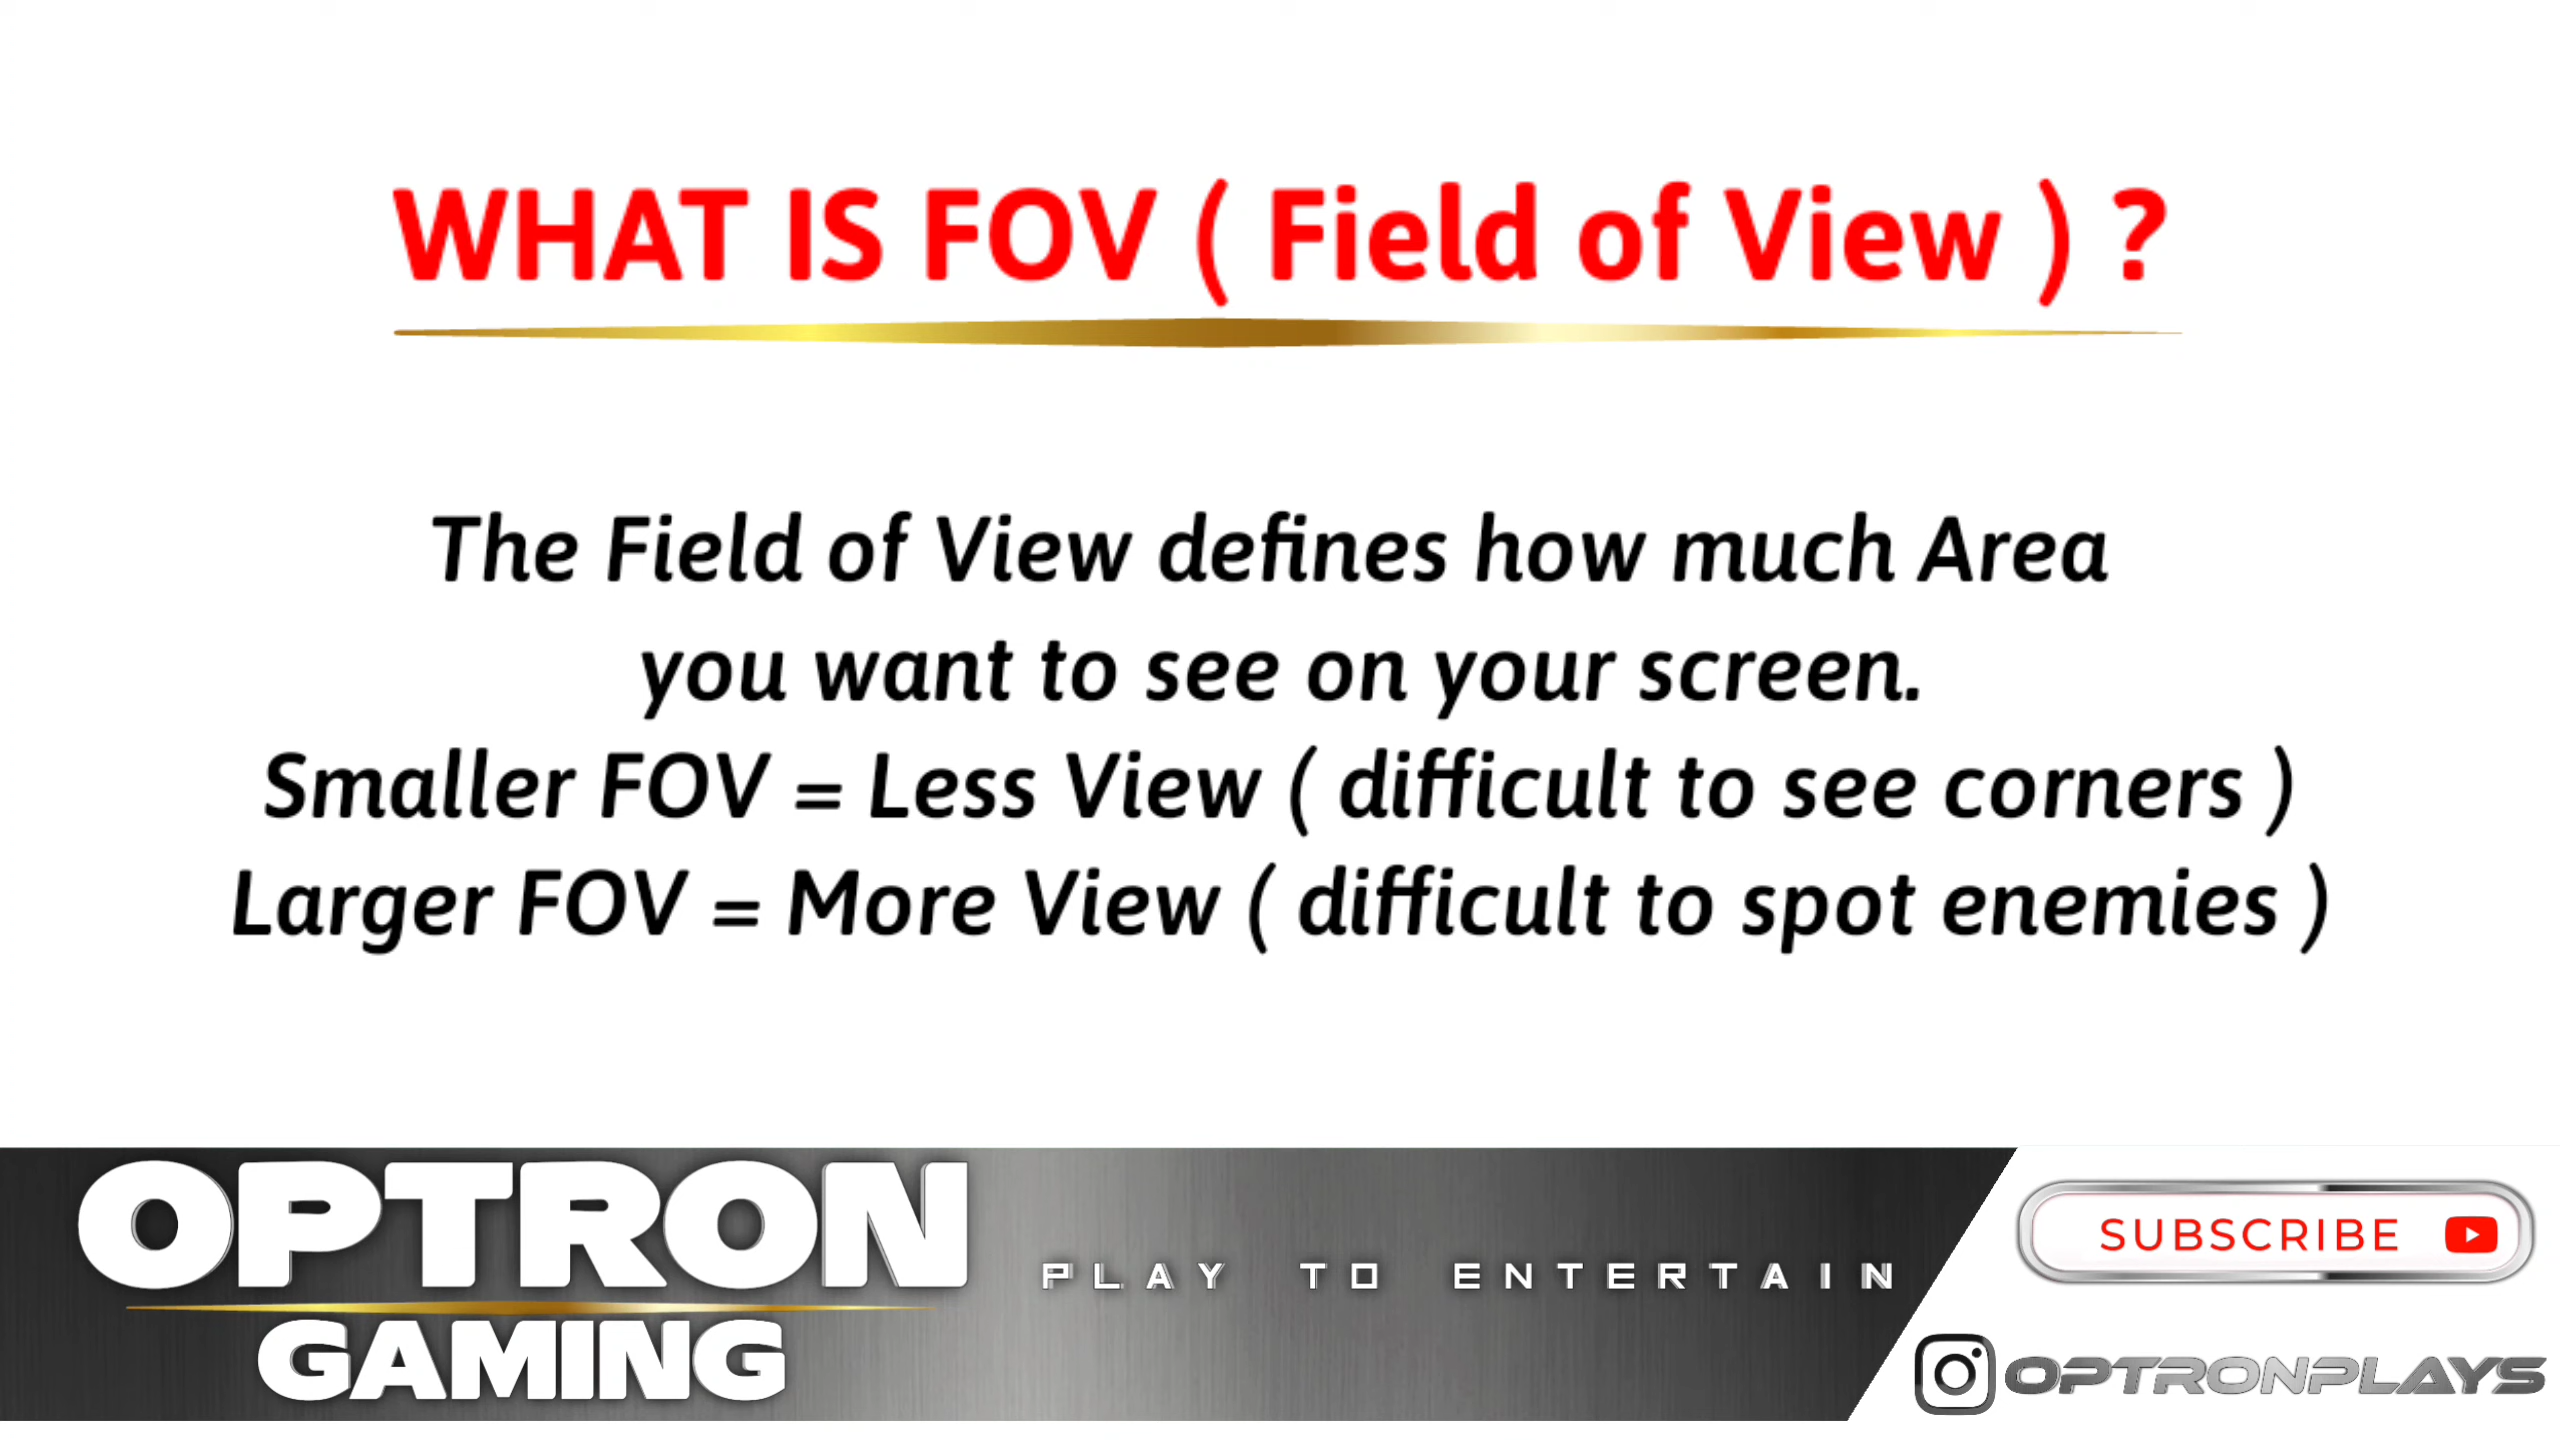 WHAT IS FOV ( Field of View ) ?
The Field of View defines how much Area
you want to see on your screen.
Smaller FOV = Less View ( difficult to see corners )
Larger FOV = More View ( difficult to spot enemies )
OPTRON
GAMING
PLAY TO ENTERTAIN
SUBSCRIBE
OPTRONPLAYS